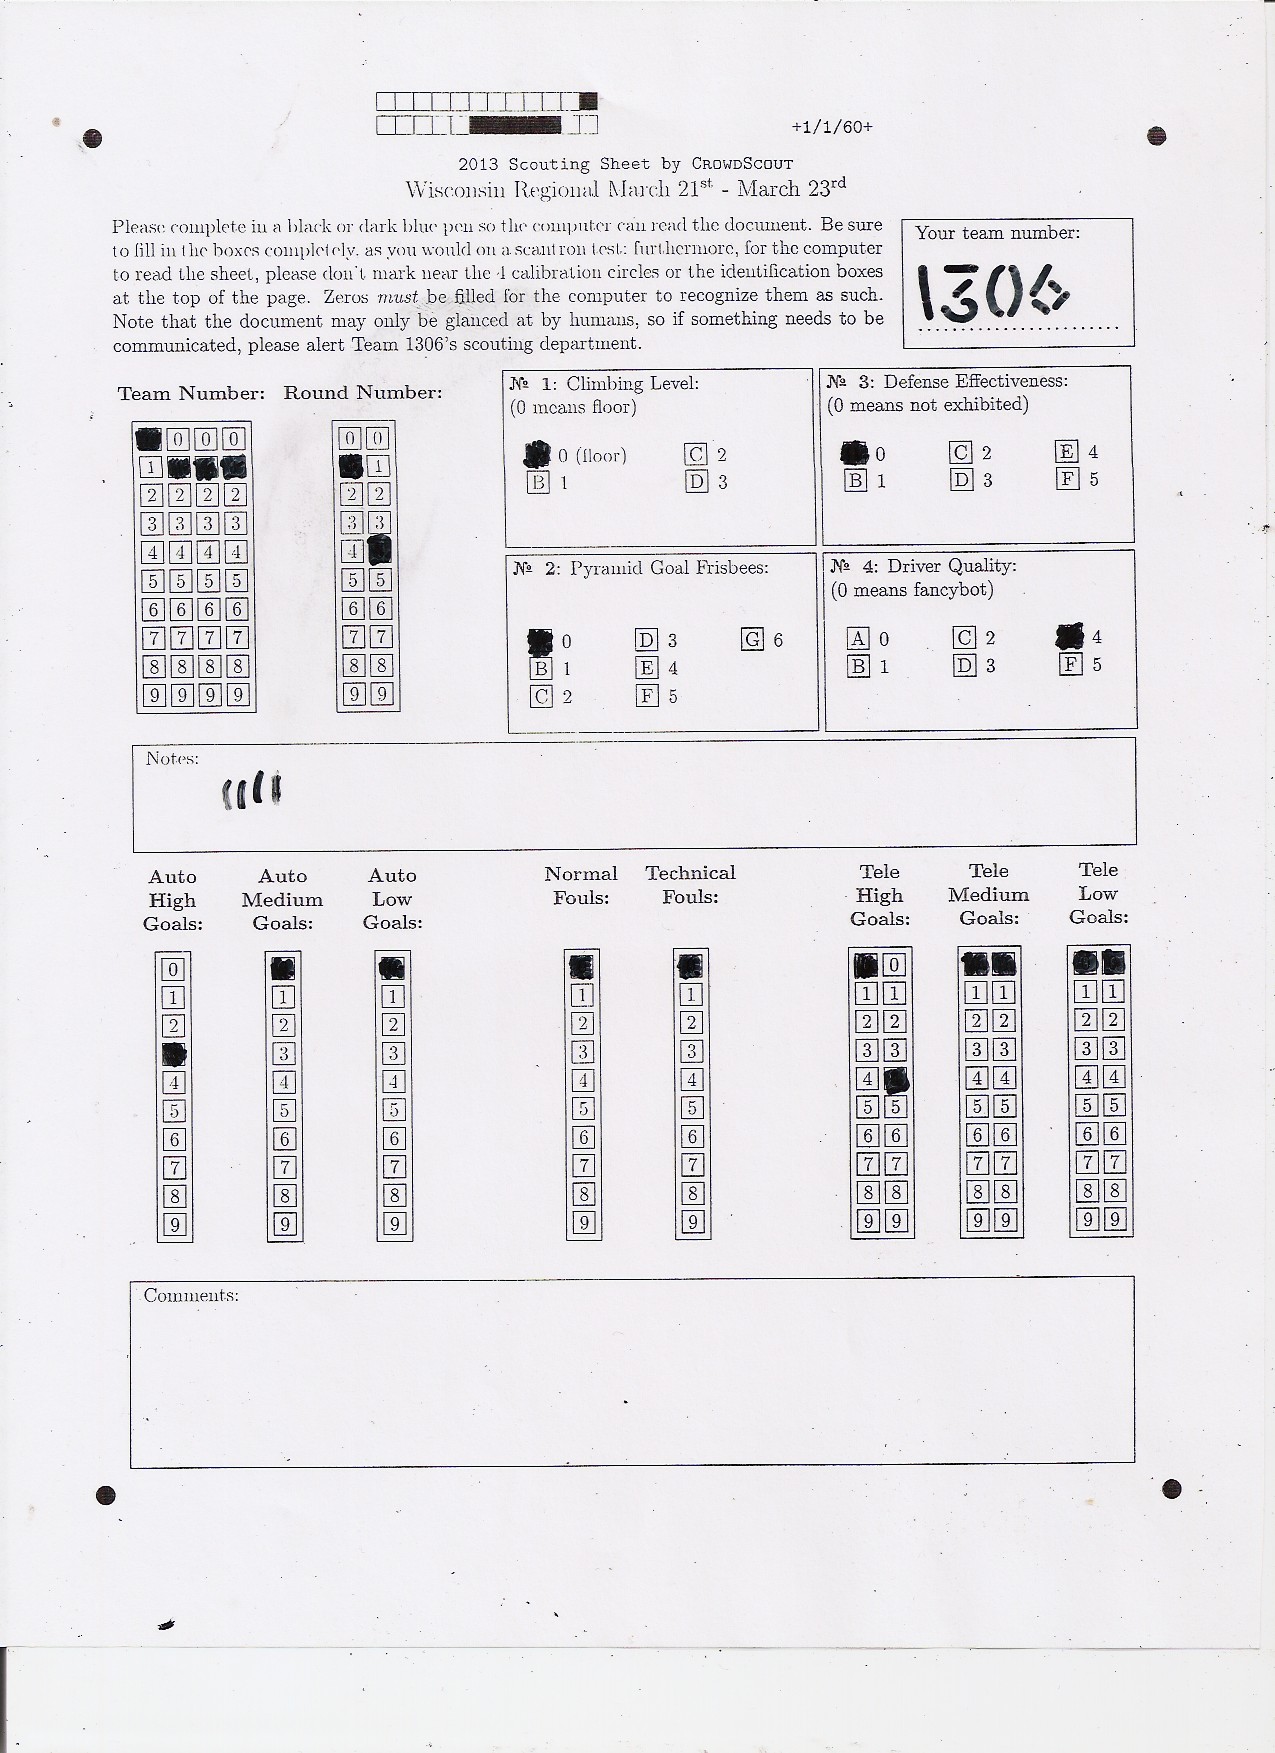 +1/1/60+
2013 Scouting Sheet by CROWDSCOUT
Wisconsin Regional March 21st - March 23rd
Please complete in a black or dark blue pen so the computer can read the document. Be sure
to fill in the boxes completely, as you would on a scantron test; furthermore, for the computer
to read the sheet, please don't mark near the 4 calibration circles or the identification boxes
at the top of the page. Zeros must be filled for the computer to recognize them as such.
Note that the document may only be glanced at by humans, so if something needs to be
communicated, please alert Team 1306's scouting department.
Your team number:
1306
Team Number: Round Number:
0 0 0 0 0
1 1
2 2 2 2 2 2
3 3 3 3 3 3
4 4 4 4 4
5 5 5 5 5 5
6 6 6 6 6 6
7 7 7 7 7 7
8 8 8 8 8 8
9 9 9 9 9 9
№ 1: Climbing Level:
(0 means floor)
0 (floor) C 2
B 1 D 3
№ 3: Defense Effectiveness:
(0 means not exhibited)
0 C 2 E 4
B 1 D 3 F 5
№ 2: Pyramid Goal Frisbees:
0 D 3 G 6
B 1 E 4
C 2 F 5
№ 4: Driver Quality:
(0 means fancybot)
A 0 C 2 4
B 1 D 3 F 5
Notes:
Auto Auto Auto Normal Technical Tele Tele Tele
High Medium Low Fouls: Fouls: High Medium Low
Goals: Goals: Goals: Goals: Goals: Goals:
0 0
1 1 1 1 1 1 1 1 1 1 1
2 2 2 2 2 2 2 2 2 2 2
3 3 3 3 3 3 3 3 3 3
4 4 4 4 4 4 4 4 4 4
5 5 5 5 5 5 5 5 5 5 5
6 6 6 6 6 6 6 6 6 6 6
7 7 7 7 7 7 7 7 7 7 7
8 8 8 8 8 8 8 8 8 8 8
9 9 9 9 9 9 9 9 9 9 9
Comments: